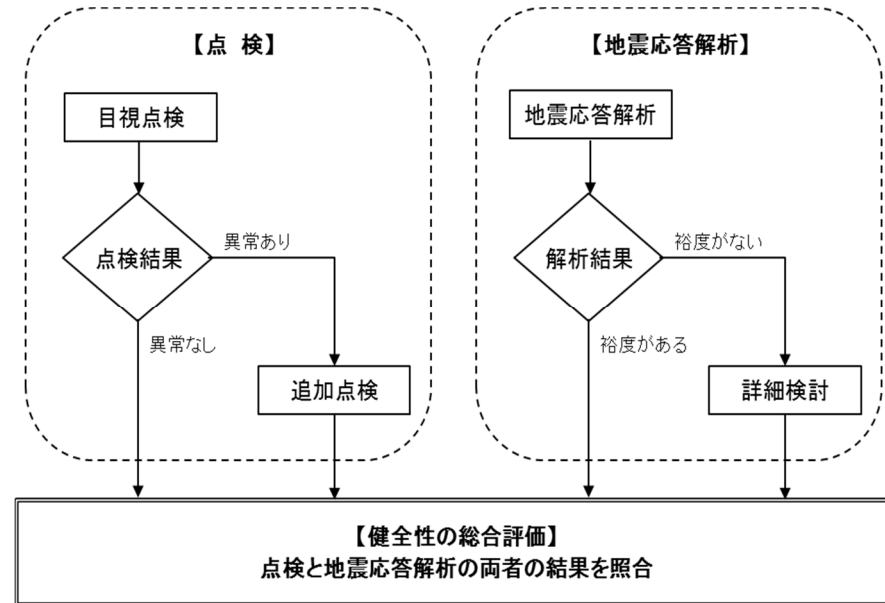 【点 検】
目視点検
点検結果
異常あり
異常なし
追加点検
【地震応答解析】
地震応答解析
解析結果
裕度がない
裕度がある
詳細検討
【健全性の総合評価】
点検と地震応答解析の両者の結果を照合